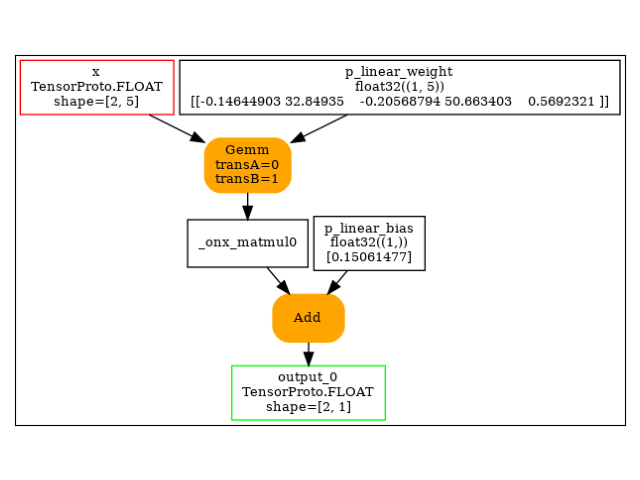 x
TensorProto.FLOAT
shape=[2, 5]
p_linear_weight
float32((1, 5))
[[-0.14644903 32.84935    -0.20568794 50.663403    0.5692321 ]]
Gemm
transA=0
transB=1
_onx_matmul0
p_linear_bias
float32((1,))
[0.15061477]
Add
output_0
TensorProto.FLOAT
shape=[2, 1]